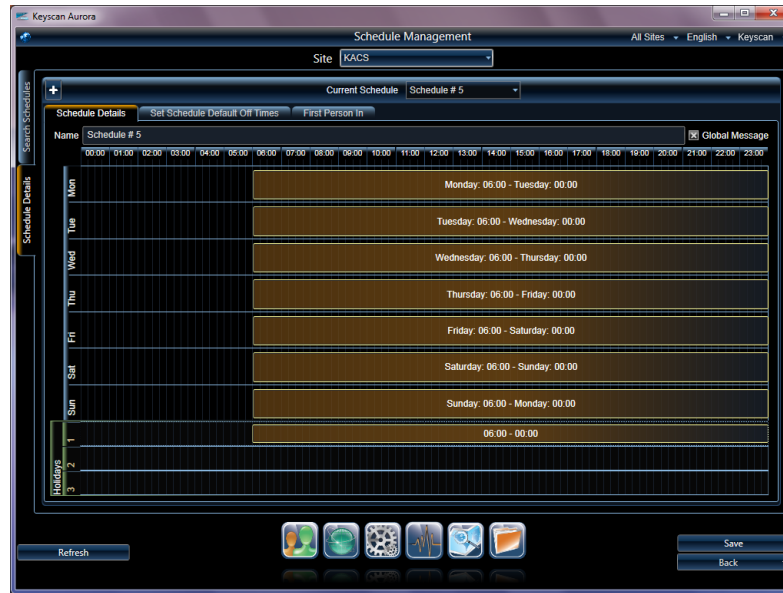 Keyscan Aurora
Schedule Management
All Sites English Keyscan
Site KACS
Current Schedule Schedule # 5
Schedule Details Set Schedule Default Off Times First Person In
Name Schedule # 5 Global Message
00:00 01:00 02:00 03:00 04:00 05:00 06:00 07:00 08:00 09:00 10:00 11:00 12:00 13:00 14:00 15:00 16:00 17:00 18:00 19:00 20:00 21:00 22:00 23:00
Search Schedules
Schedule Details
Mon Monday: 06:00 - Tuesday: 00:00
Tue Tuesday: 06:00 - Wednesday: 00:00
Wed Wednesday: 06:00 - Thursday: 00:00
Thu Thursday: 06:00 - Friday: 00:00
Fri Friday: 06:00 - Saturday: 00:00
Sat Saturday: 06:00 - Sunday: 00:00
Sun Sunday: 06:00 - Monday: 00:00
Holidays
1 06:00 - 00:00
2
3
Refresh
Save
Back